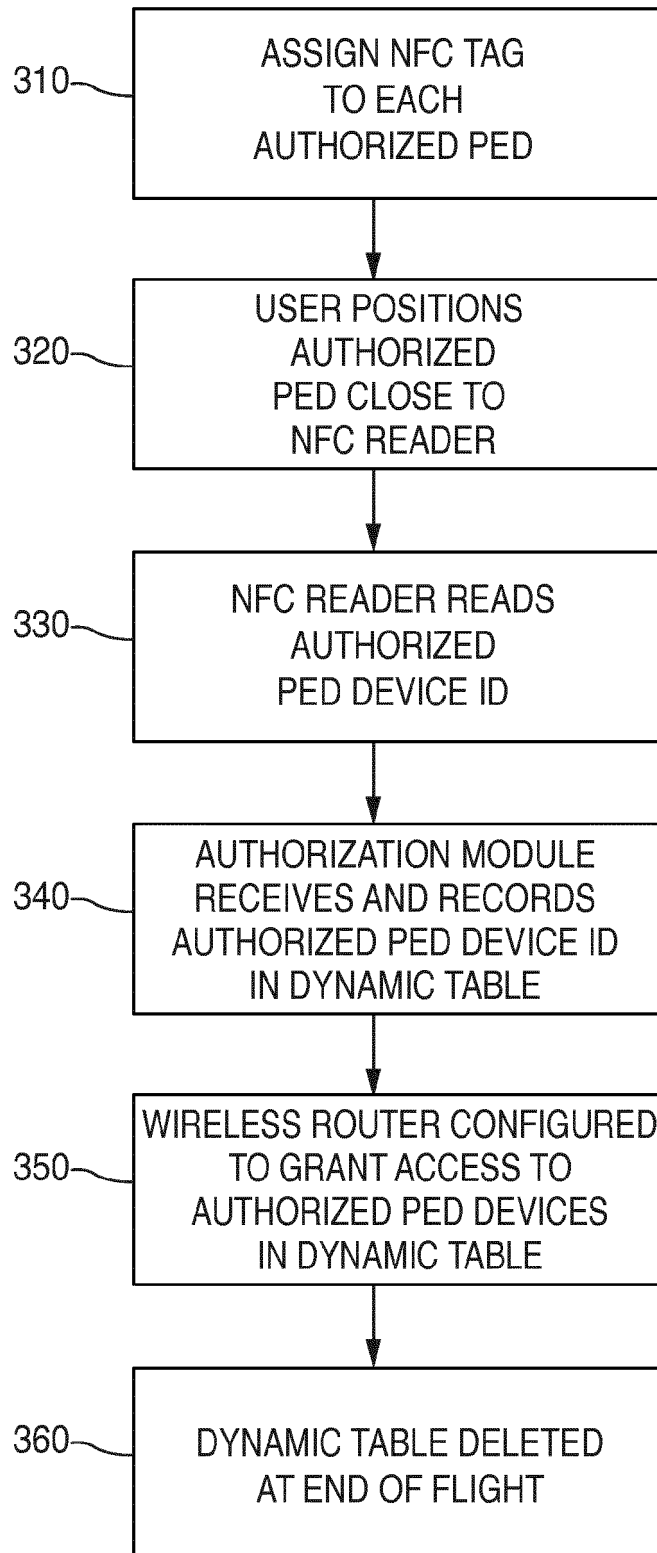 310
ASSIGN NFC TAG
TO EACH
AUTHORIZED PED
320
USER POSITIONS
AUTHORIZED
PED CLOSE TO
NFC READER
330
NFC READER READS
AUTHORIZED
PED DEVICE ID
340
AUTHORIZATION MODULE
RECEIVES AND RECORDS
AUTHORIZED PED DEVICE ID
IN DYNAMIC TABLE
350
WIRELESS ROUTER CONFIGURED
TO GRANT ACCESS TO
AUTHORIZED PED DEVICES
IN DYNAMIC TABLE
360
DYNAMIC TABLE DELETED
AT END OF FLIGHT